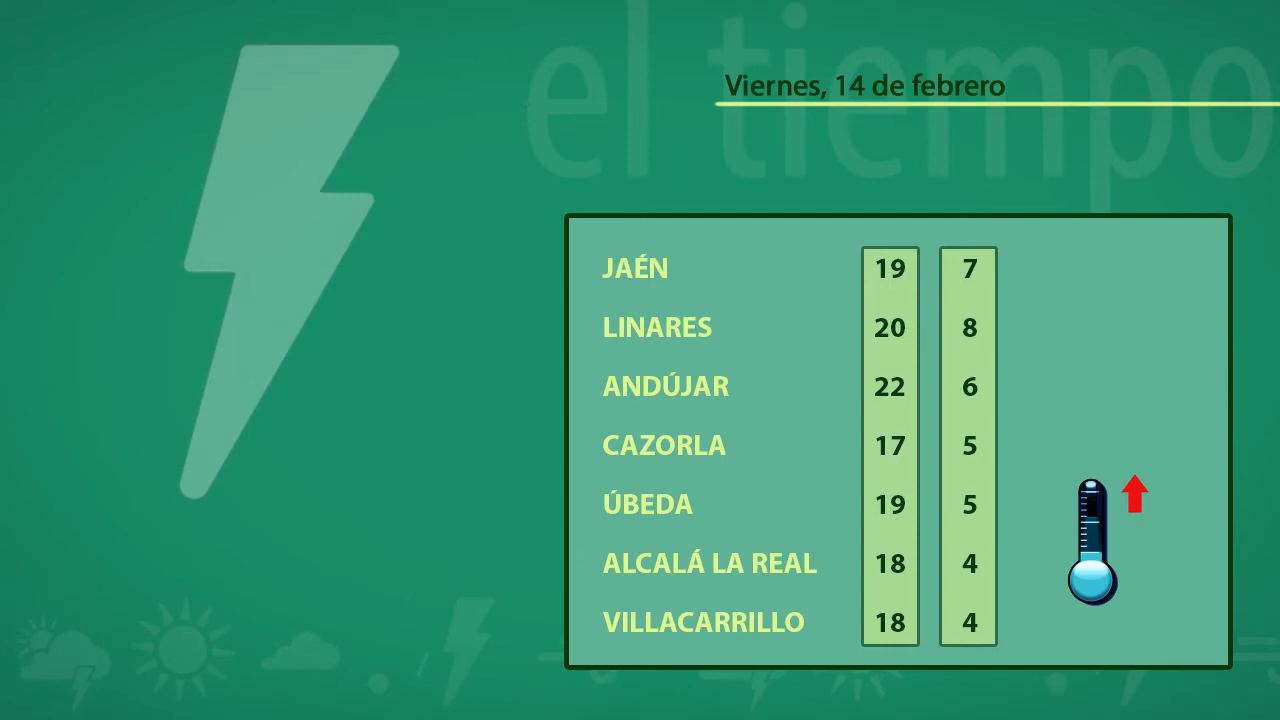 el tiempo
Viernes, 14 de febrero
JAÉN 19 7
LINARES 20 8
ANDÚJAR 22 6
CAZORLA 17 5
ÚBEDA 19 5
ALCALÁ LA REAL 18 4
VILLACARRILLO 18 4